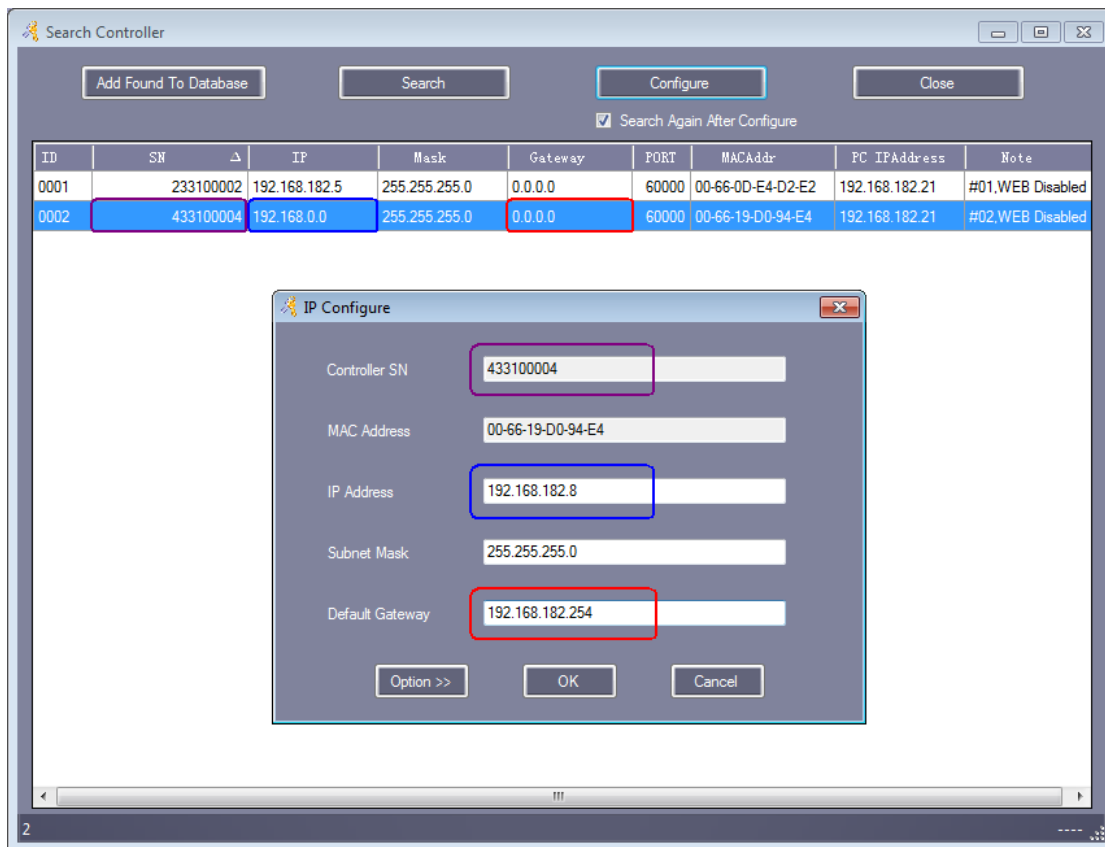 Search Controller
Add Found To Database Search Configure Close
Search Again After Configure
ID SN IP Mask Gateway PORT MACAddr PC IPAddress Note
0001 233100002 192.168.182.5 255.255.255.0 0.0.0.0 60000 00-66-0D-E4-D2-E2 192.168.182.21 #01,WEB Disabled
0002 433100004 192.168.0.0 255.255.255.0 0.0.0.0 60000 00-66-19-D0-94-E4 192.168.182.21 #02,WEB Disabled
IP Configure
Controller SN 433100004
MAC Address 00-66-19-D0-94-E4
IP Address 192.168.182.8
Subnet Mask 255.255.255.0
Default Gateway 192.168.182.254
Option >> OK Cancel
2 ----